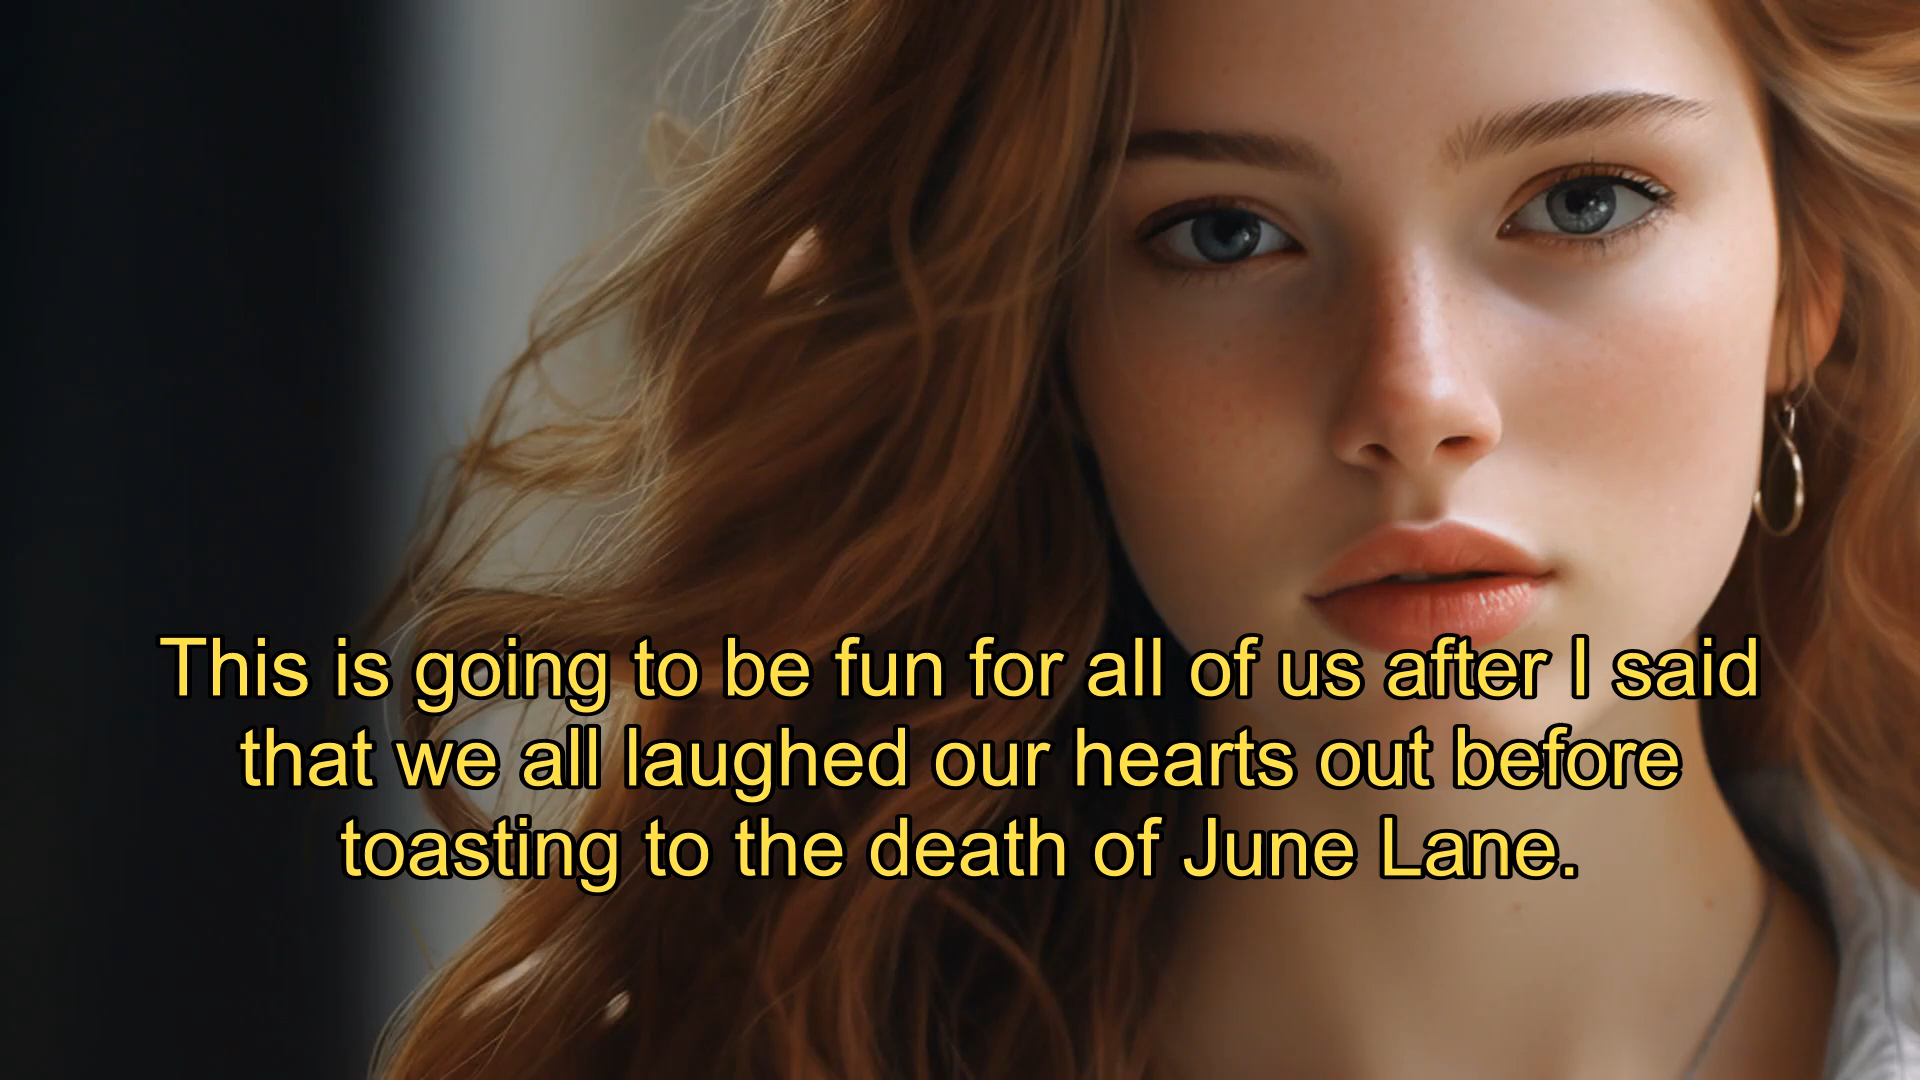 This is going to be fun for all of us after I said
that we all laughed our hearts out before
toasting to the death of June Lane.